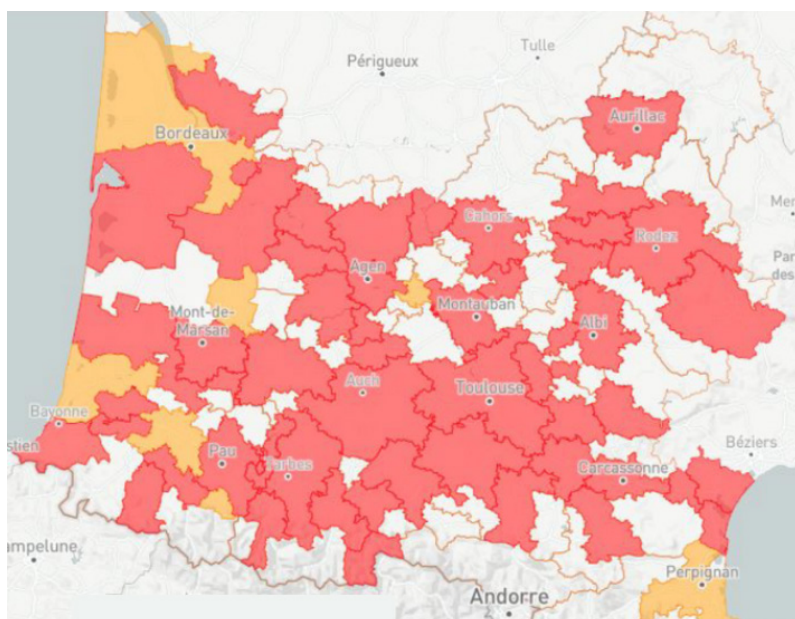 Tulle
Périgueux
Aurillac
Bordeaux
Cahors
Rodez
Agen
Mont-de-
Marsan
Montauban
Albi
Auch
Toulouse
Bayonne
Béziers
Pau
Tarbes
Carcassonne
Perpignan
Andorre